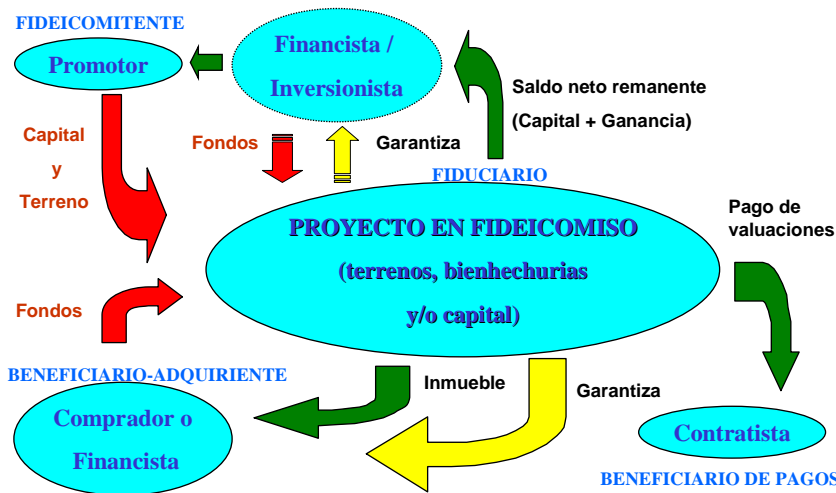 FIDEICOMITENTE
Promotor
Financista /
Inversionista
Saldo neto remanente
(Capital + Ganancia)
Capital
y
Terreno
Fondos
Garantiza
FIDUCIARIO
PROYECTO EN FIDEICOMISO
(terrenos, bienhechurias
y/o capital)
Pago de
valuaciones
Fondos
BENEFICIARIO-ADQUIRIENTE
Comprador o
Financista
Inmueble
Garantiza
Contratista
BENEFICIARIO DE PAGOS